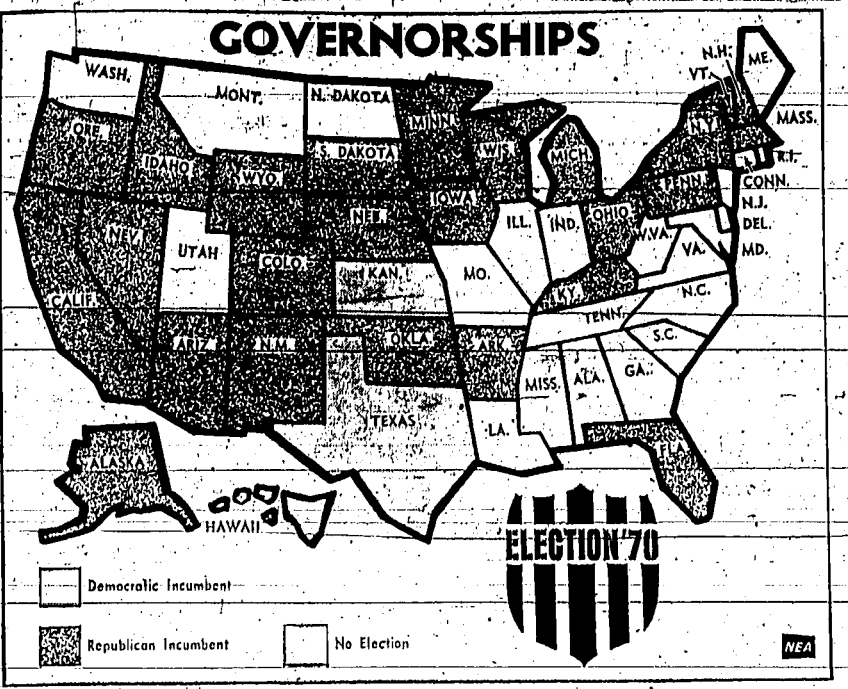 GOVERNORSHIPS
WASH.
MONT.
N. DAKOTA
MINN.
N.H.
VT.
ME.
ORE.
IDAHO
WYO.
S. DAKOTA
WIS.
MICH.
N.Y.
MASS.
R.I.
CONN.
NEV.
UTAH
COLO.
NEB.
IOWA
ILL.
IND.
OHIO
PENN.
N.J.
DEL.
MD.
W.VA.
VA.
CALIF.
KAN.
MO.
KY.
N.C.
ARIZ.
N.M.
OKLA.
ARK.
TENN.
S.C.
TEXAS
LA.
MISS.
ALA.
GA.
FLA.
ALASKA
HAWAII
ELECTION '70
Democratic Incumbent
Republican Incumbent
No Election
NEA